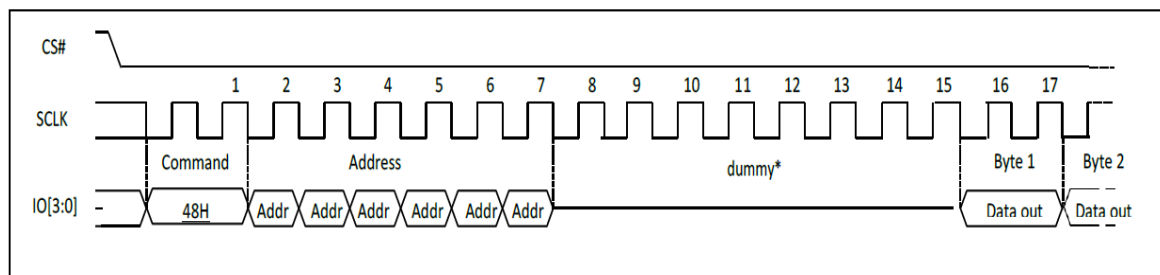 CS#
1 2 3 4 5 6 7 8 9 10 11 12 13 14 15 16 17
SCLK
Command Address dummy* Byte 1 Byte 2
IO[3:0] 48H Addr Addr Addr Addr Addr Addr Data out Data out